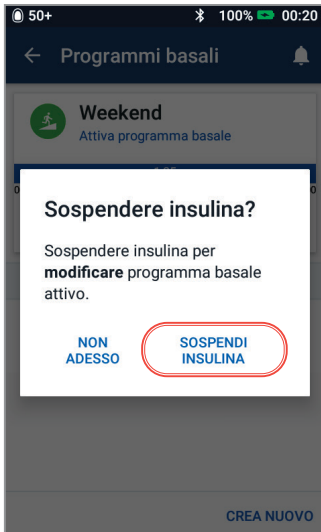 50+ 100% 00:20
Programmi basali
Weekend
Attiva programma basale
Sospendere insulina?
Sospendere insulina per
modificare programma basale
attivo.
NON
ADESSO
SOSPENDI
INSULINA
CREA NUOVO